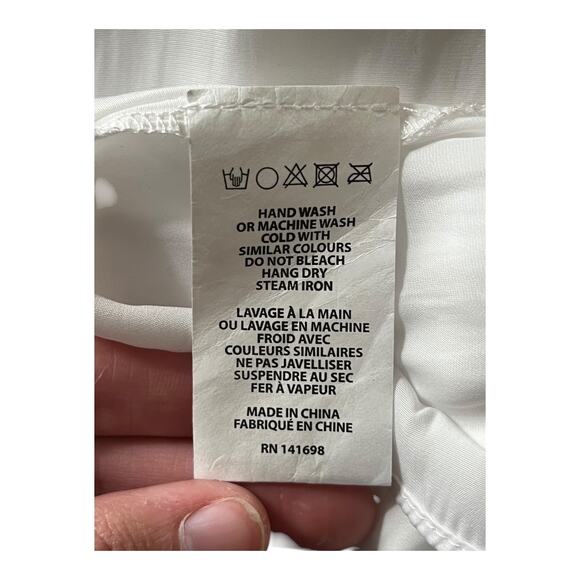 HAND WASH
OR MACHINE WASH
COLD WITH
SIMILAR COLOURS
DO NOT BLEACH
HANG DRY
STEAM IRON
LAVAGE À LA MAIN
OU LAVAGE EN MACHINE
FROID AVEC
COULEURS SIMILAIRES
NE PAS JAVELLISER
SUSPENDRE AU SEC
FER À VAPEUR
MADE IN CHINA
FABRIQUÉ EN CHINE
RN 141698